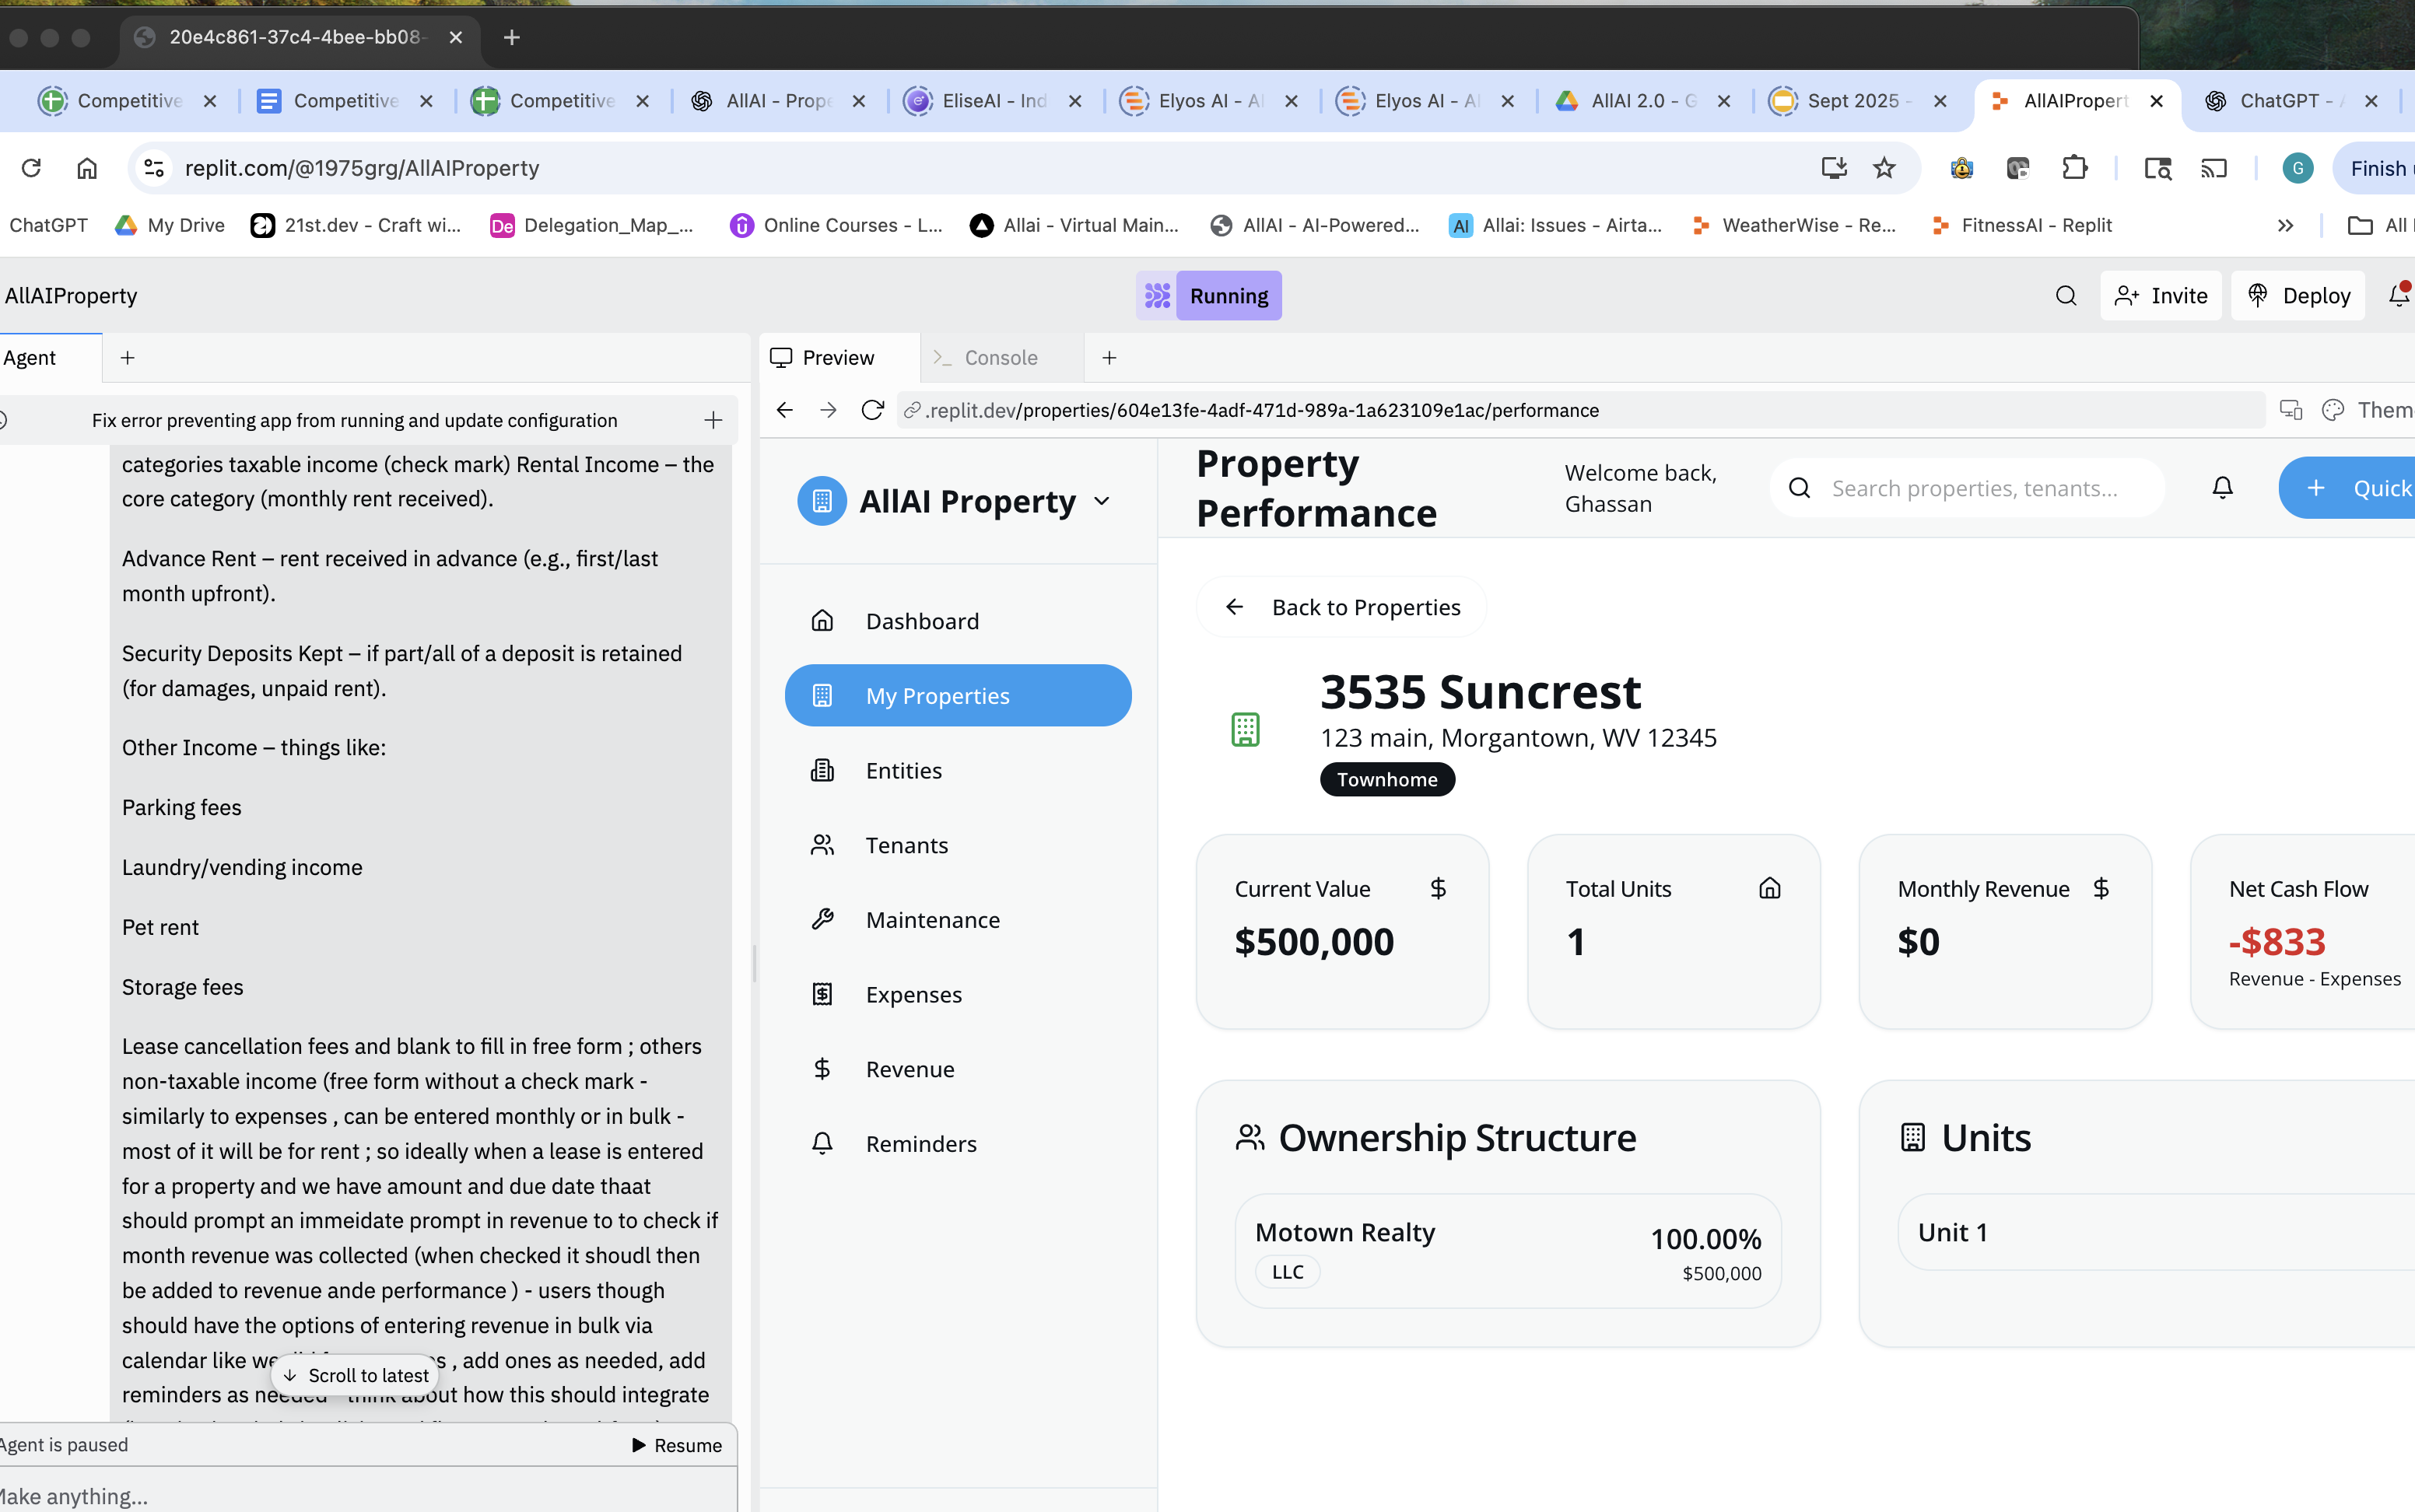 20e4c861-37c4-4bee-bb08-
Competitive
Competitive
Competitive
AllAI - Prope
EliseAI - Ind
Elyos AI - AI
Elyos AI - AI
AllAI 2.0 - G
Sept 2025 -
AllAIPropert
ChatGPT - A
replit.com/@1975grg/AllAIProperty
G
Finish
ChatGPT
My Drive
21st.dev - Craft wi...
De
Delegation_Map_...
Online Courses - L...
Allai - Virtual Main...
AllAI - AI-Powered...
AI
Allai: Issues - Airta...
WeatherWise - Re...
FitnessAI - Replit
All
AllAIProperty
Running
Invite
Deploy
Agent
Preview
Console
Fix error preventing app from running and update configuration
.replit.dev/properties/604e13fe-4adf-471d-989a-1a623109e1ac/performance
Them
categories taxable income (check mark) Rental Income – the
core category (monthly rent received).
Advance Rent – rent received in advance (e.g., first/last
month upfront).
Security Deposits Kept – if part/all of a deposit is retained
(for damages, unpaid rent).
Other Income – things like:
Parking fees
Laundry/vending income
Pet rent
Storage fees
Lease cancellation fees and blank to fill in free form ; others
non-taxable income (free form without a check mark -
similarly to expenses , can be entered monthly or in bulk -
most of it will be for rent ; so ideally when a lease is entered
for a property and we have amount and due date thaat
should prompt an immeidate prompt in revenue to to check if
month revenue was collected (when checked it shoudl then
be added to revenue ande performance ) - users though
should have the options of entering revenue in bulk via
calendar like we , add ones as needed, add
reminders as needed - think about how this should integrate
Scroll to latest
Agent is paused
Resume
Make anything...
AllAI Property
Dashboard
My Properties
Entities
Tenants
Maintenance
Expenses
Revenue
Reminders
Property
Performance
Welcome back,
Ghassan
Search properties, tenants...
Quick
Back to Properties
3535 Suncrest
123 main, Morgantown, WV 12345
Townhome
Current Value
$500,000
Total Units
1
Monthly Revenue
$0
Net Cash Flow
-$833
Revenue - Expenses
Ownership Structure
Motown Realty
LLC
100.00%
$500,000
Units
Unit 1